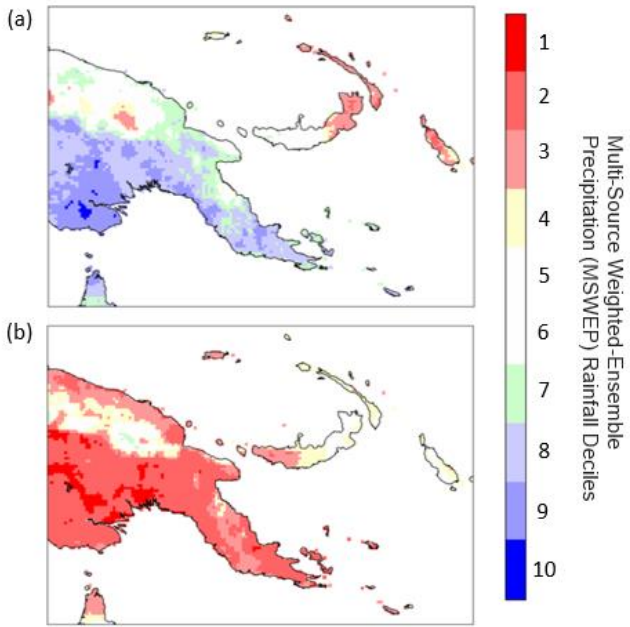 (a)
(b)
1
2
3
4
5
6
7
8
9
10
Multi-Source Weighted-Ensemble
Precipitation (MSWEP) Rainfall Deciles